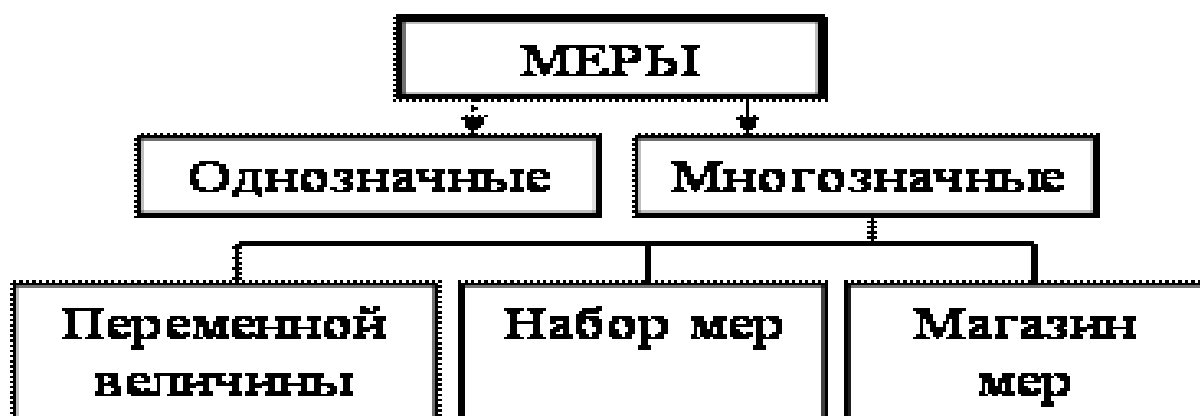 МЕРЫ
Однозначные
Многозначные
Переменной
величины
Набор мер
Магазин
мер